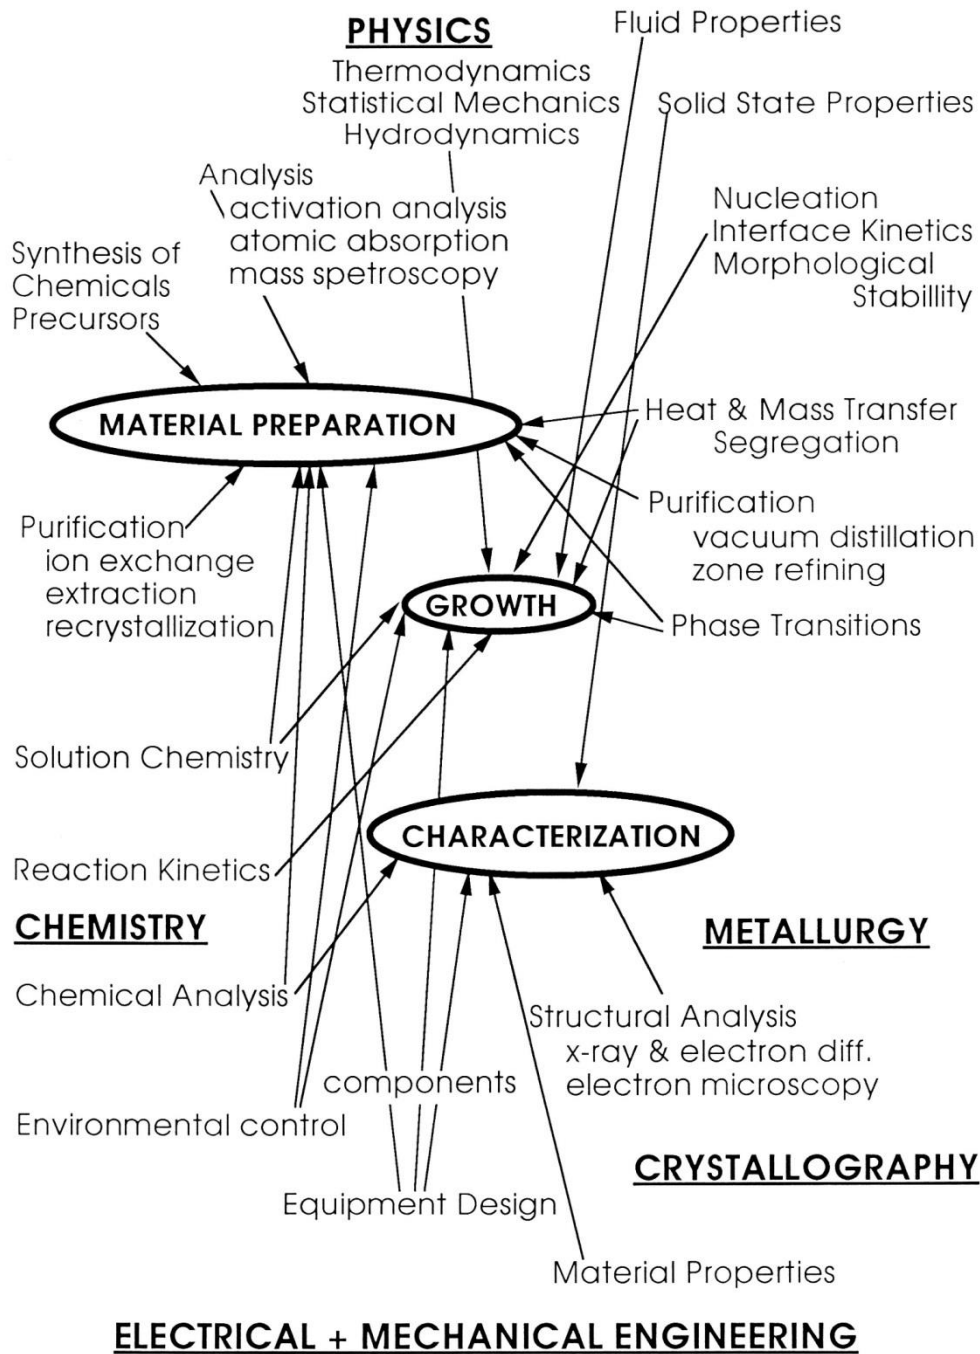 PHYSICS
Thermodynamics
Statistical Mechanics
Hydrodynamics
Fluid Properties
Solid State Properties
Analysis
activation analysis
atomic absorption
mass spetroscopy
Nucleation
Interface Kinetics
Morphological
Stabillity
Synthesis of
Chemicals
Precursors
MATERIAL PREPARATION
Heat & Mass Transfer
Segregation
Purification
ion exchange
extraction
recrystallization
Purification
vacuum distillation
zone refining
GROWTH
Phase Transitions
Solution Chemistry
CHARACTERIZATION
Reaction Kinetics
CHEMISTRY
METALLURGY
Chemical Analysis
Structural Analysis
x-ray & electron diff.
electron microscopy
components
Environmental control
CRYSTALLOGRAPHY
Equipment Design
Material Properties
ELECTRICAL + MECHANICAL ENGINEERING